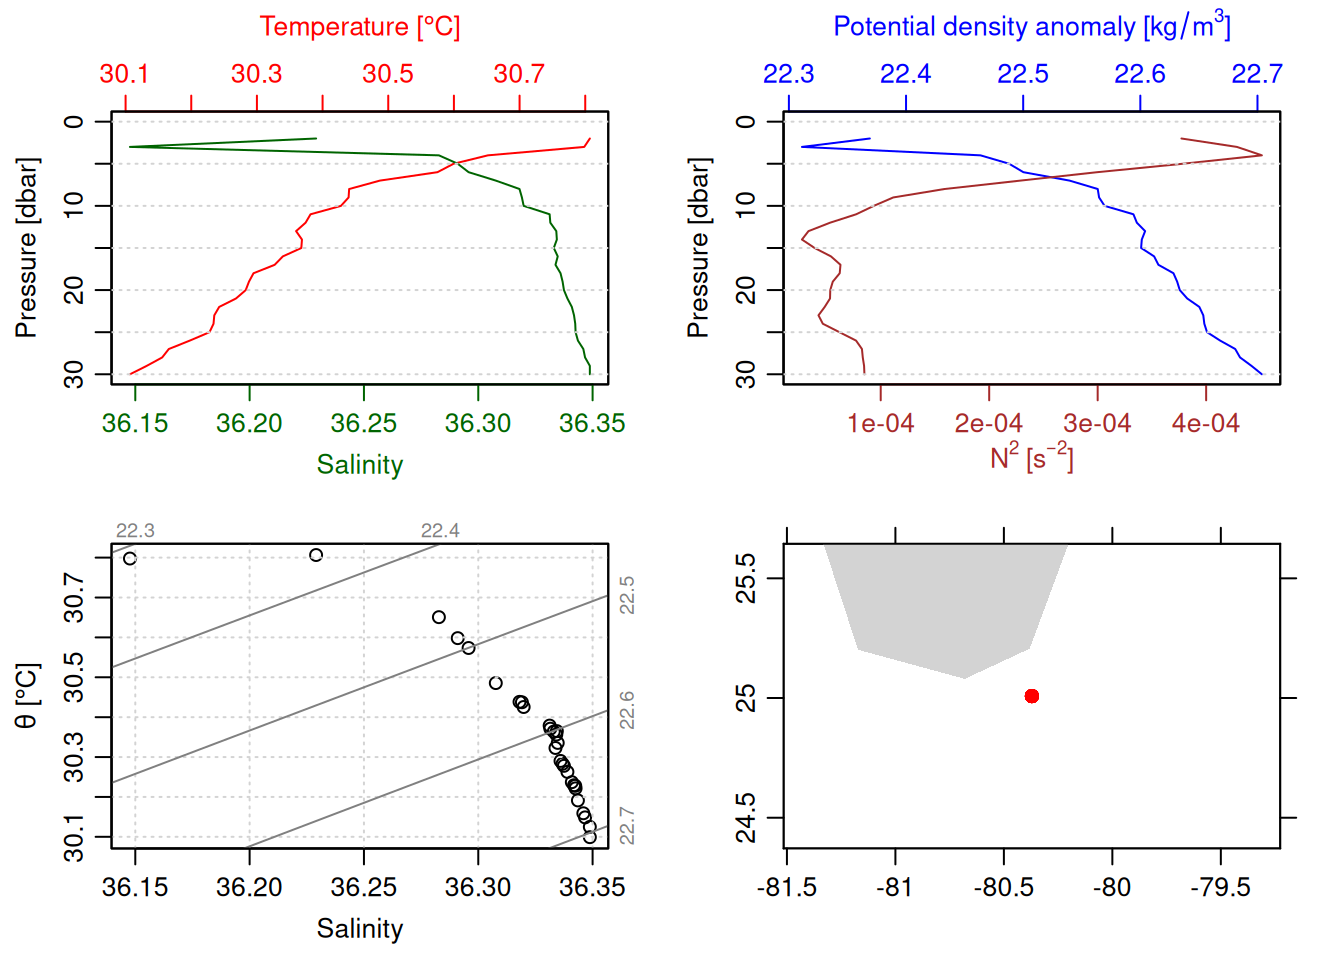 Temperature [°C]
30.1 30.3 30.5 30.7
Pressure [dbar]
0 10 20 30
36.15 36.20 36.25 36.30 36.35
Salinity
Potential density anomaly [kg/m³]
22.3 22.4 22.5 22.6 22.7
Pressure [dbar]
0 10 20 30
1e-04 2e-04 3e-04 4e-04
N² [s⁻²]
22.3 22.4
22.5
22.6
22.7
θ [°C]
30.7 30.5 30.3 30.1
36.15 36.20 36.25 36.30 36.35
Salinity
25.5 25 24.5
-81.5 -81 -80.5 -80 -79.5